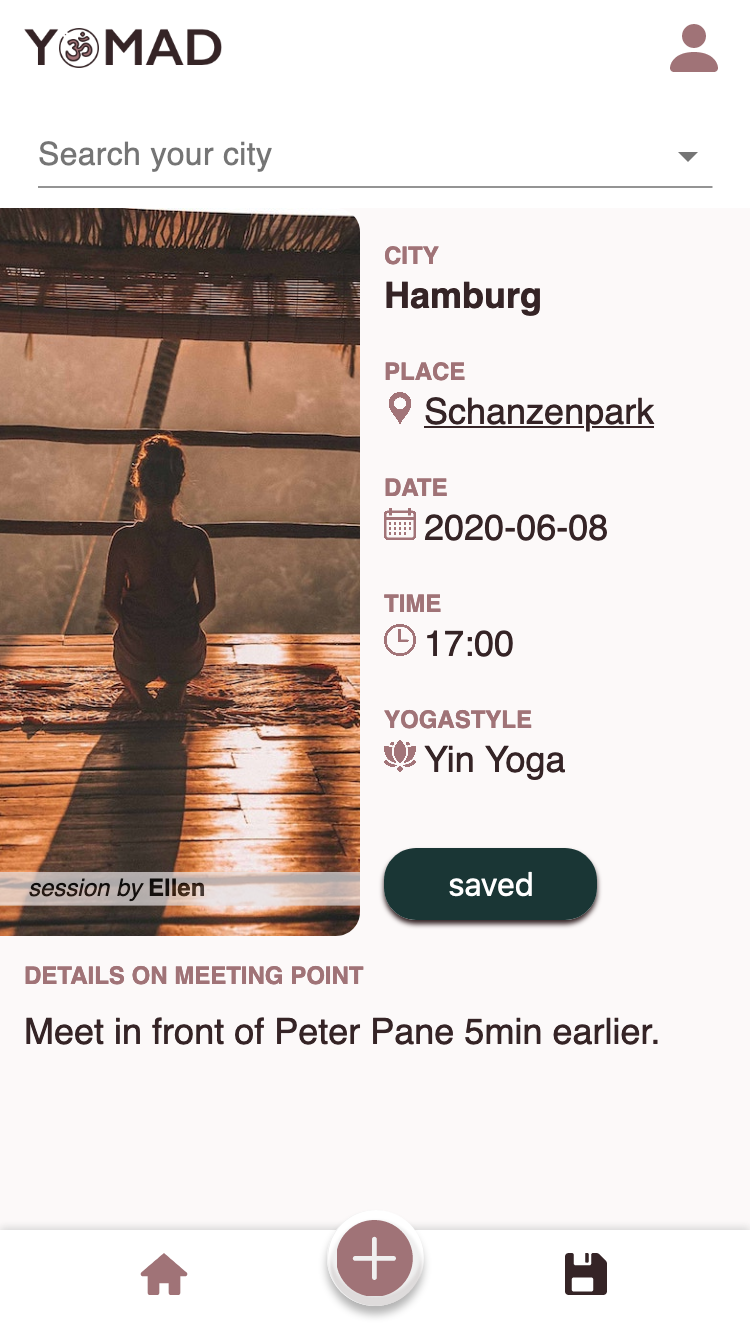 YॐMAD
Search your city
CITY
Hamburg
PLACE
Schanzenpark
DATE
2020-06-08
TIME
17:00
YOGASTYLE
Yin Yoga
session by Ellen
saved
DETAILS ON MEETING POINT
Meet in front of Peter Pane 5min earlier.